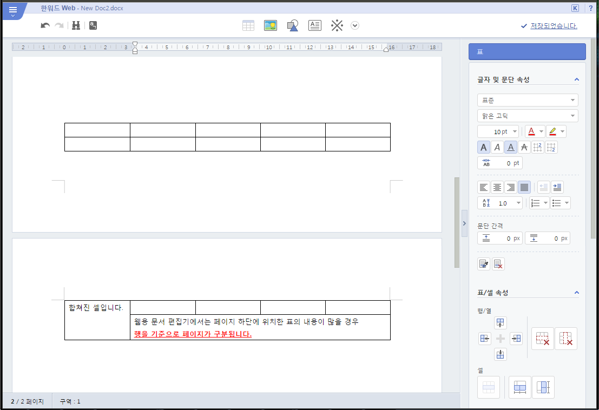 한워드 Web - New Doc2.docx
저장되었습니다.
2 1 0 1 2 3 4 5 6 7 8 9 10 11 12 13 14 15 16 17 18
표
글자 및 문단 속성
표준
맑은 고딕
10 pt
0 pt
1.0
문단 간격
0 px 0 px
표/셀 속성
행/열
셀
합쳐진 셀입니다.
웹용 문서 편집기에서는 페이지 하단에 위치한 표의 내용이 많을 경우
행을 기준으로 페이지가 구분됩니다.
2 / 2 페이지 구역 : 1